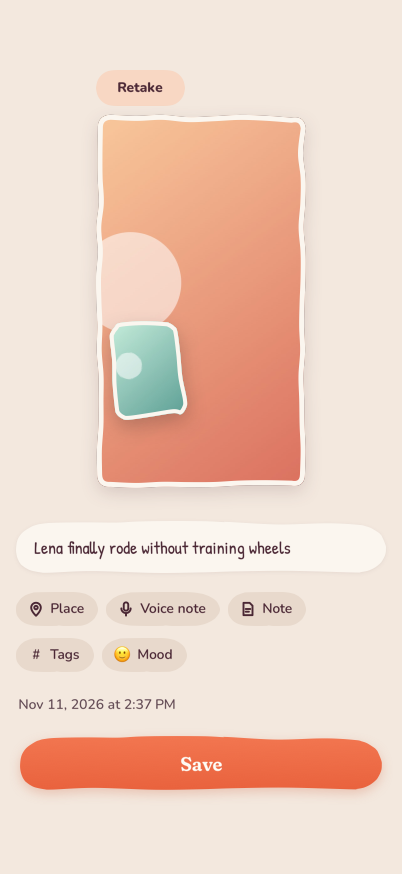 Retake
Lena finally rode without training wheels
Place
Voice note
Note
# Tags
Mood
Nov 11, 2026 at 2:37 PM
Save